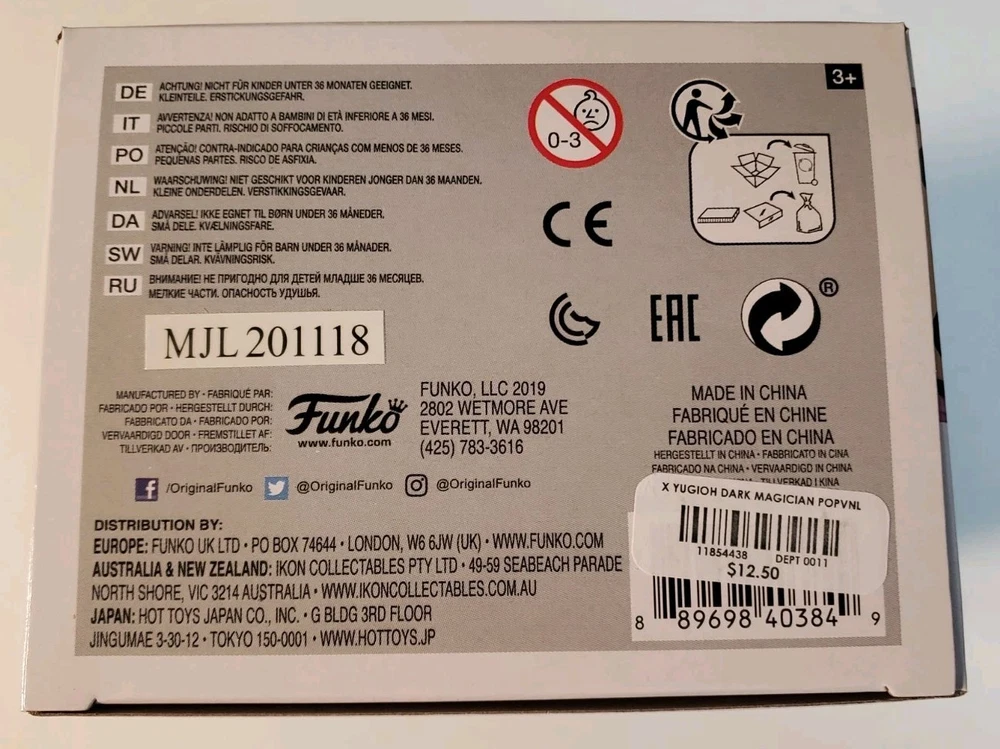 3+
DE ACHTUNG! NICHT FÜR KINDER UNTER 36 MONATEN GEEIGNET.
KLEINTEILE. ERSTICKUNGSGEFAHR.
IT AVVERTENZA! NON ADATTO A BAMBINI DI ETÀ INFERIORE A 36 MESI.
PICCOLE PARTI. RISCHIO DI SOFFOCAMENTO.
PO ATENÇÃO! CONTRA-INDICADO PARA CRIANÇAS COM MENOS DE 36 MESES.
PEQUENAS PARTES. RISCO DE ASFIXIA.
NL WAARSCHUWING! NIET GESCHIKT VOOR KINDEREN JONGER DAN 36 MAANDEN.
KLEINE ONDERDELEN. VERSTIKKINGSGEVAAR.
DA ADVARSEL! IKKE EGNET TIL BØRN UNDER 36 MÅNEDER.
SMÅ DELE. KVÆLNINGSFARE.
SW VARNING! INTE LÄMPLIG FÖR BARN UNDER 36 MÅNADER.
SMÅ DELAR. KVÄVNINGSRISK.
RU ВНИМАНИЕ! НЕ ПРИГОДНО ДЛЯ ДЕТЕЙ МЛАДШЕ 36 МЕСЯЦЕВ.
МЕЛКИЕ ЧАСТИ. ОПАСНОСТЬ УДУШЬЯ.
0-3
CE
EAC
®
MJL 201118
MANUFACTURED BY • FABRIQUÉ PAR:
FABRICADO POR • HERGESTELLT DURCH:
FABBRICATO DA • FABRICADO POR:
VERVAARDIGD DOOR • FREMSTILLET AF:
TILLVERKAD AV • ПРОИЗВОДИТЕЛЬ:
Funko
www.funko.com
FUNKO, LLC 2019
2802 WETMORE AVE
EVERETT, WA 98201
(425) 783-3616
MADE IN CHINA
FABRIQUÉ EN CHINE
FABRICADO EN CHINA
HERGESTELLT IN CHINA • FABBRICATO IN CINA
FABRICADO NA CHINA • VERVAARDIGD IN CHINA
TILLVERKAD I KINA
f /OriginalFunko @OriginalFunko @OriginalFunko
DISTRIBUTION BY:
EUROPE: FUNKO UK LTD • PO BOX 74644 • LONDON, W6 6JW (UK) • WWW.FUNKO.COM
AUSTRALIA & NEW ZEALAND: iKON COLLECTABLES PTY LTD • 49-59 SEABEACH PARADE
NORTH SHORE, VIC 3214 AUSTRALIA • WWW.IKONCOLLECTABLES.COM.AU
JAPAN: HOT TOYS JAPAN CO., INC. • G BLDG 3RD FLOOR
JINGUMAE 3-30-12 • TOKYO 150-0001 • WWW.HOTTOYS.JP
X YUGIOH DARK MAGICIAN POPVNL
11854438 DEPT 0011
$12.50
8 89698 40384 9